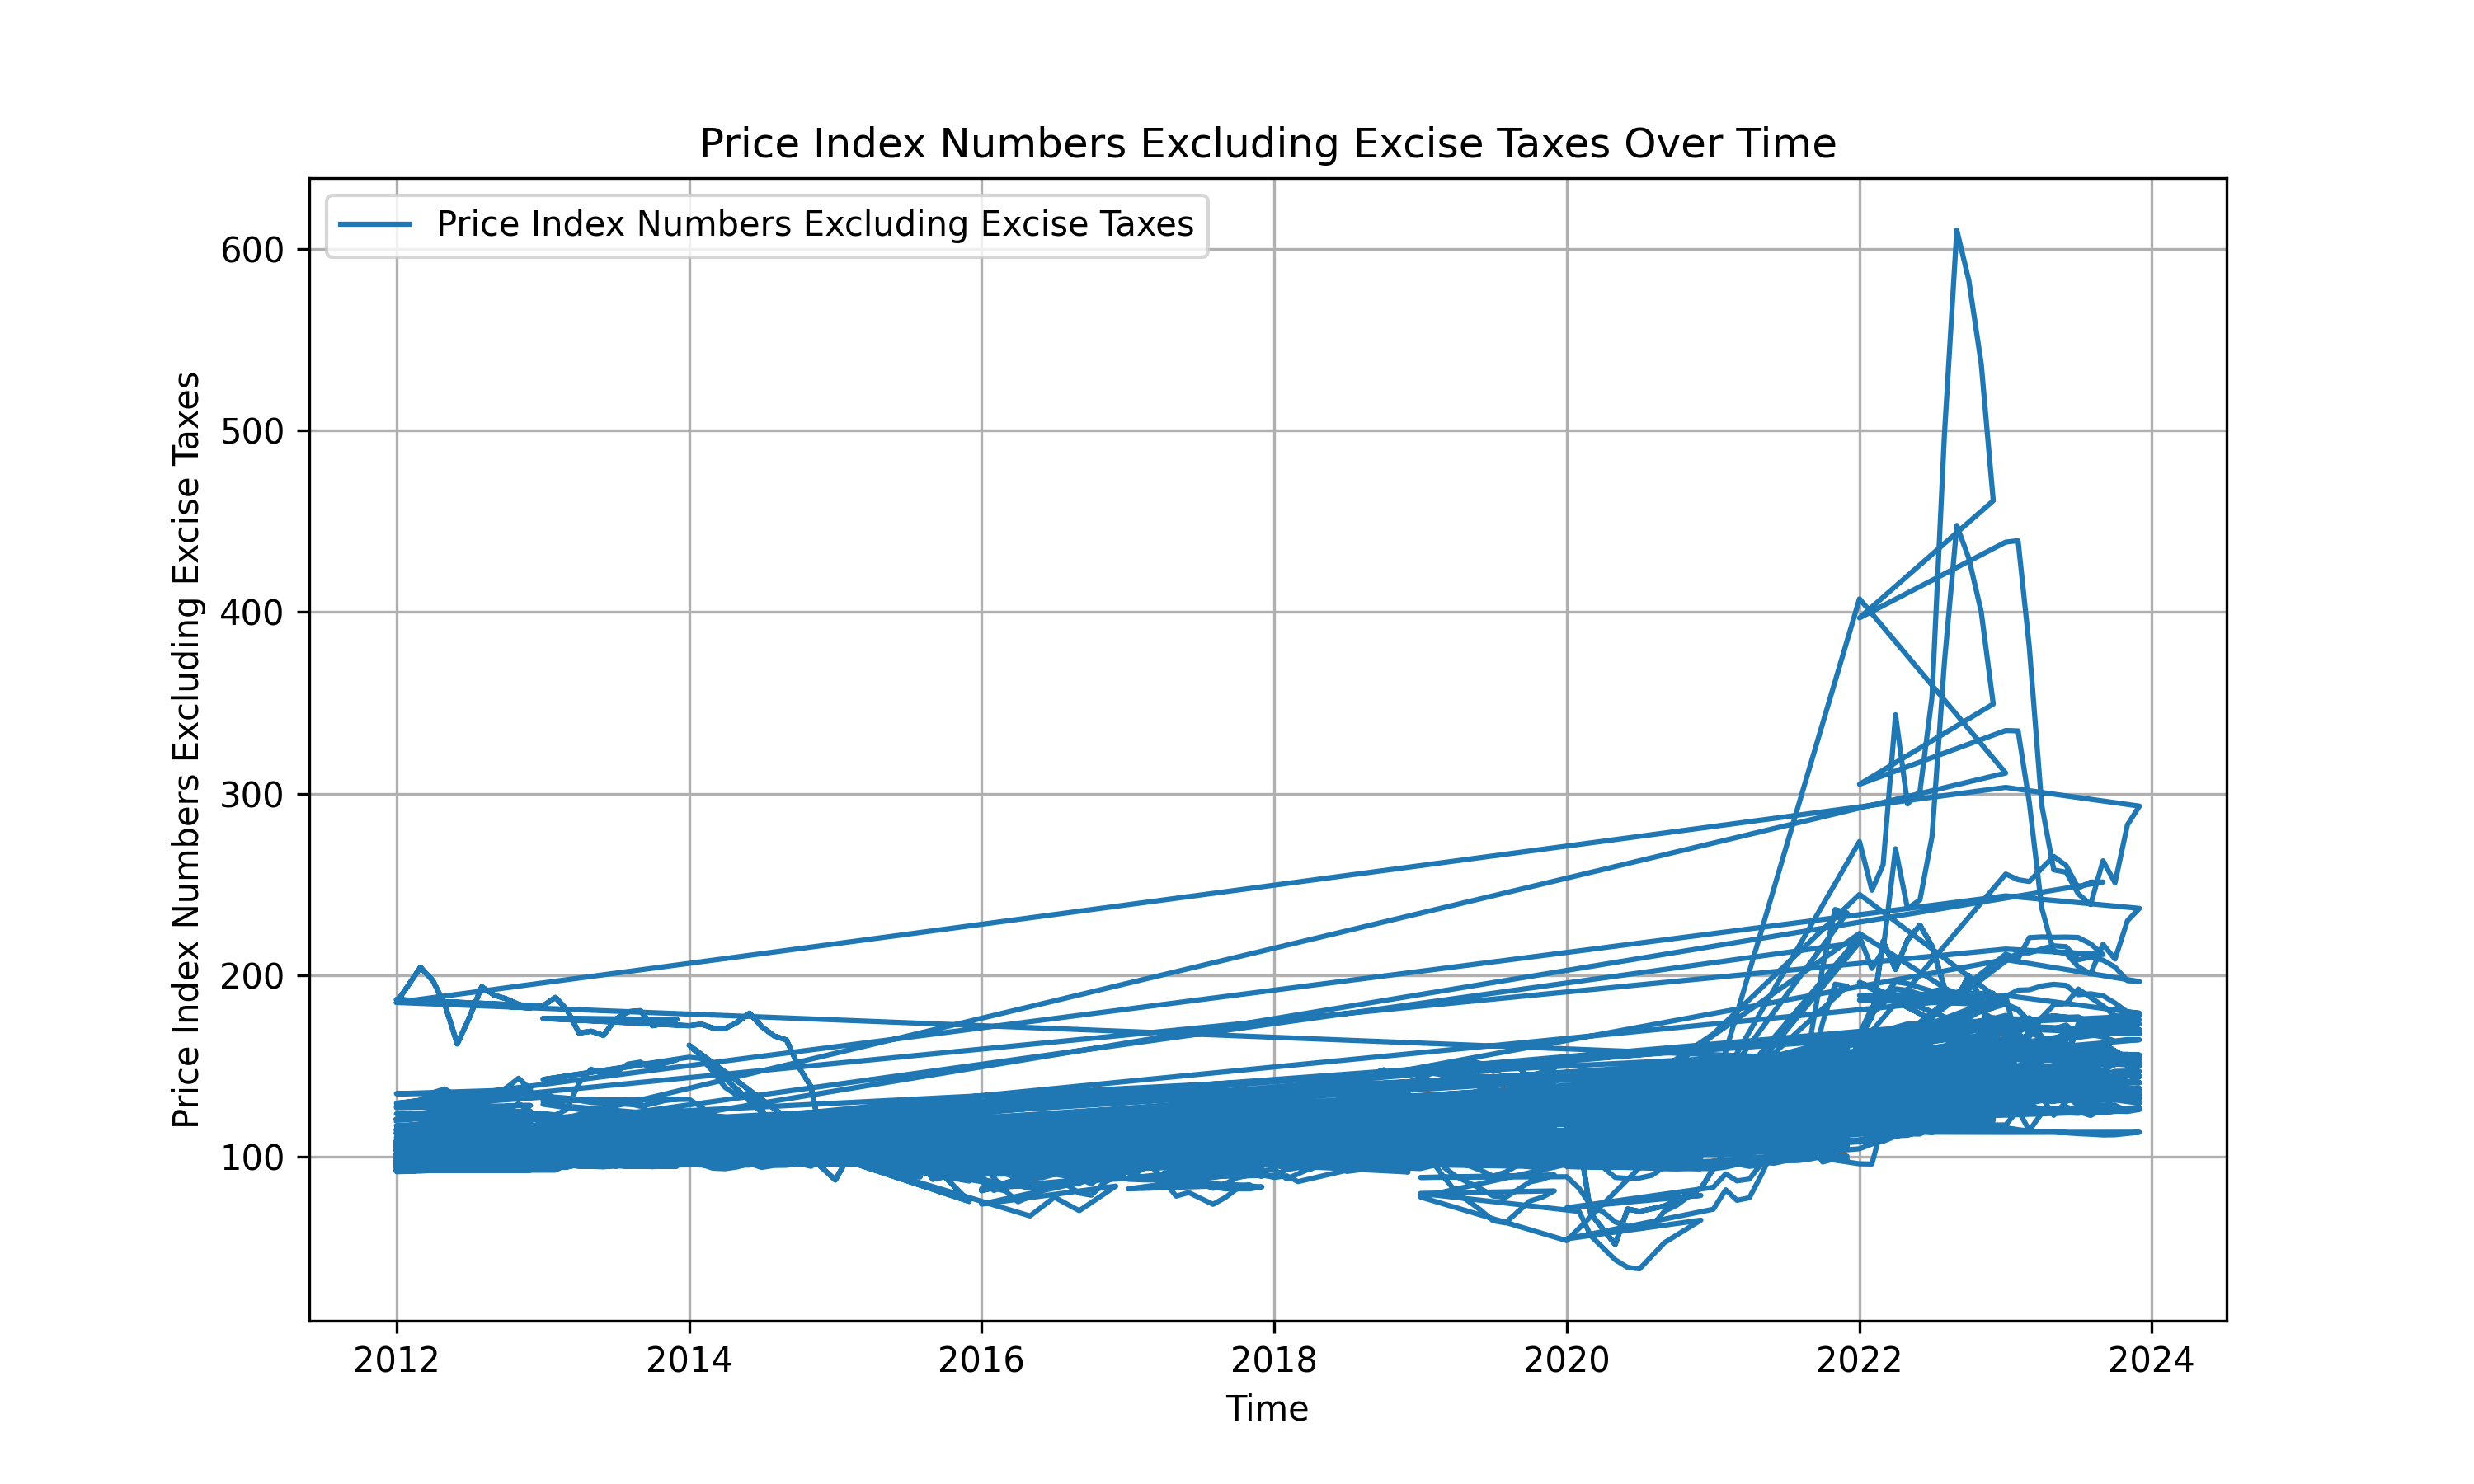 Price Index Numbers Excluding Excise Taxes Over Time
Price Index Numbers Excluding Excise Taxes
Price Index Numbers Excluding Excise Taxes
600
500
400
300
200
100
2012 2014 2016 2018 2020 2022 2024
Time